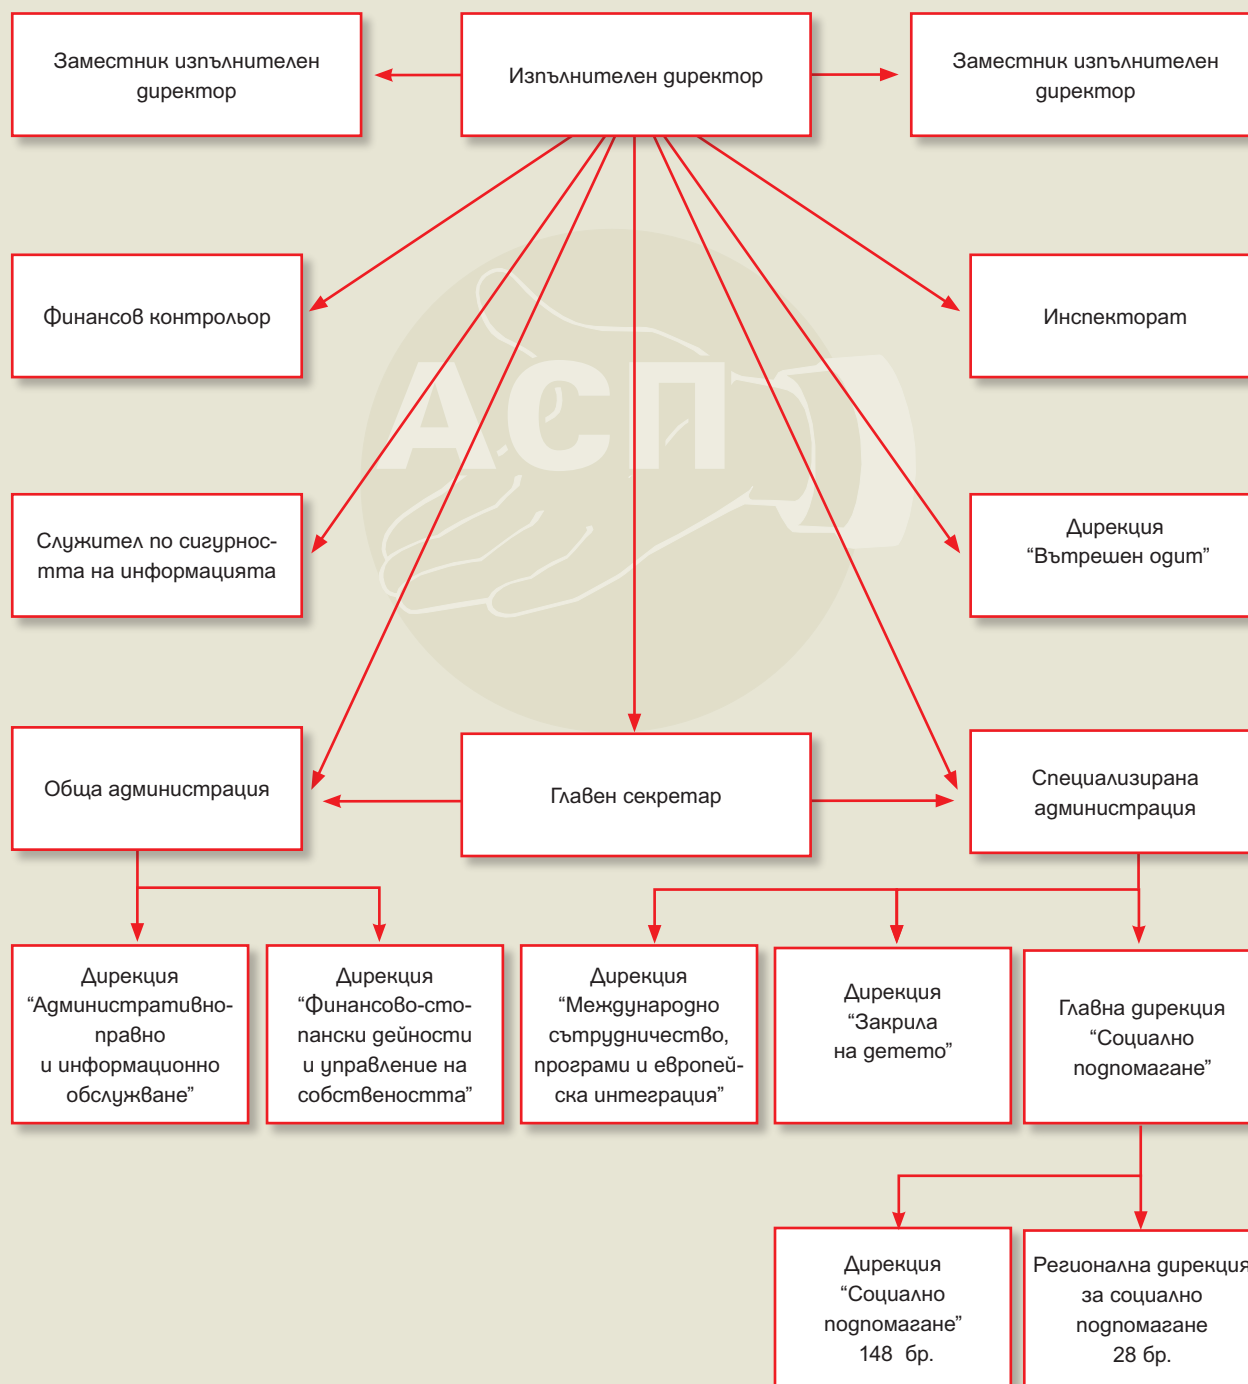 Заместник изпълнителен
директор
Изпълнителен директор
Заместник изпълнителен
директор
Финансов контрольор
Инспекторат
АСП
Служител по сигурнос-
тта на информацията
Дирекция
“Вътрешен одит”
Обща администрация
Главен секретар
Специализирана
администрация
Дирекция
“Административно-
правно
и информационно
обслужване”
Дирекция
“Финансово-сто-
пански дейности
и управление на
собствеността”
Дирекция
“Международно
сътрудничество,
програми и европей-
ска интеграция”
Дирекция
“Закрила
на детето”
Главна дирекция
“Социално
подпомагане”
Дирекция
“Социално
подпомагане”
148 бр.
Регионална дирекция
за социално
подпомагане
28 бр.